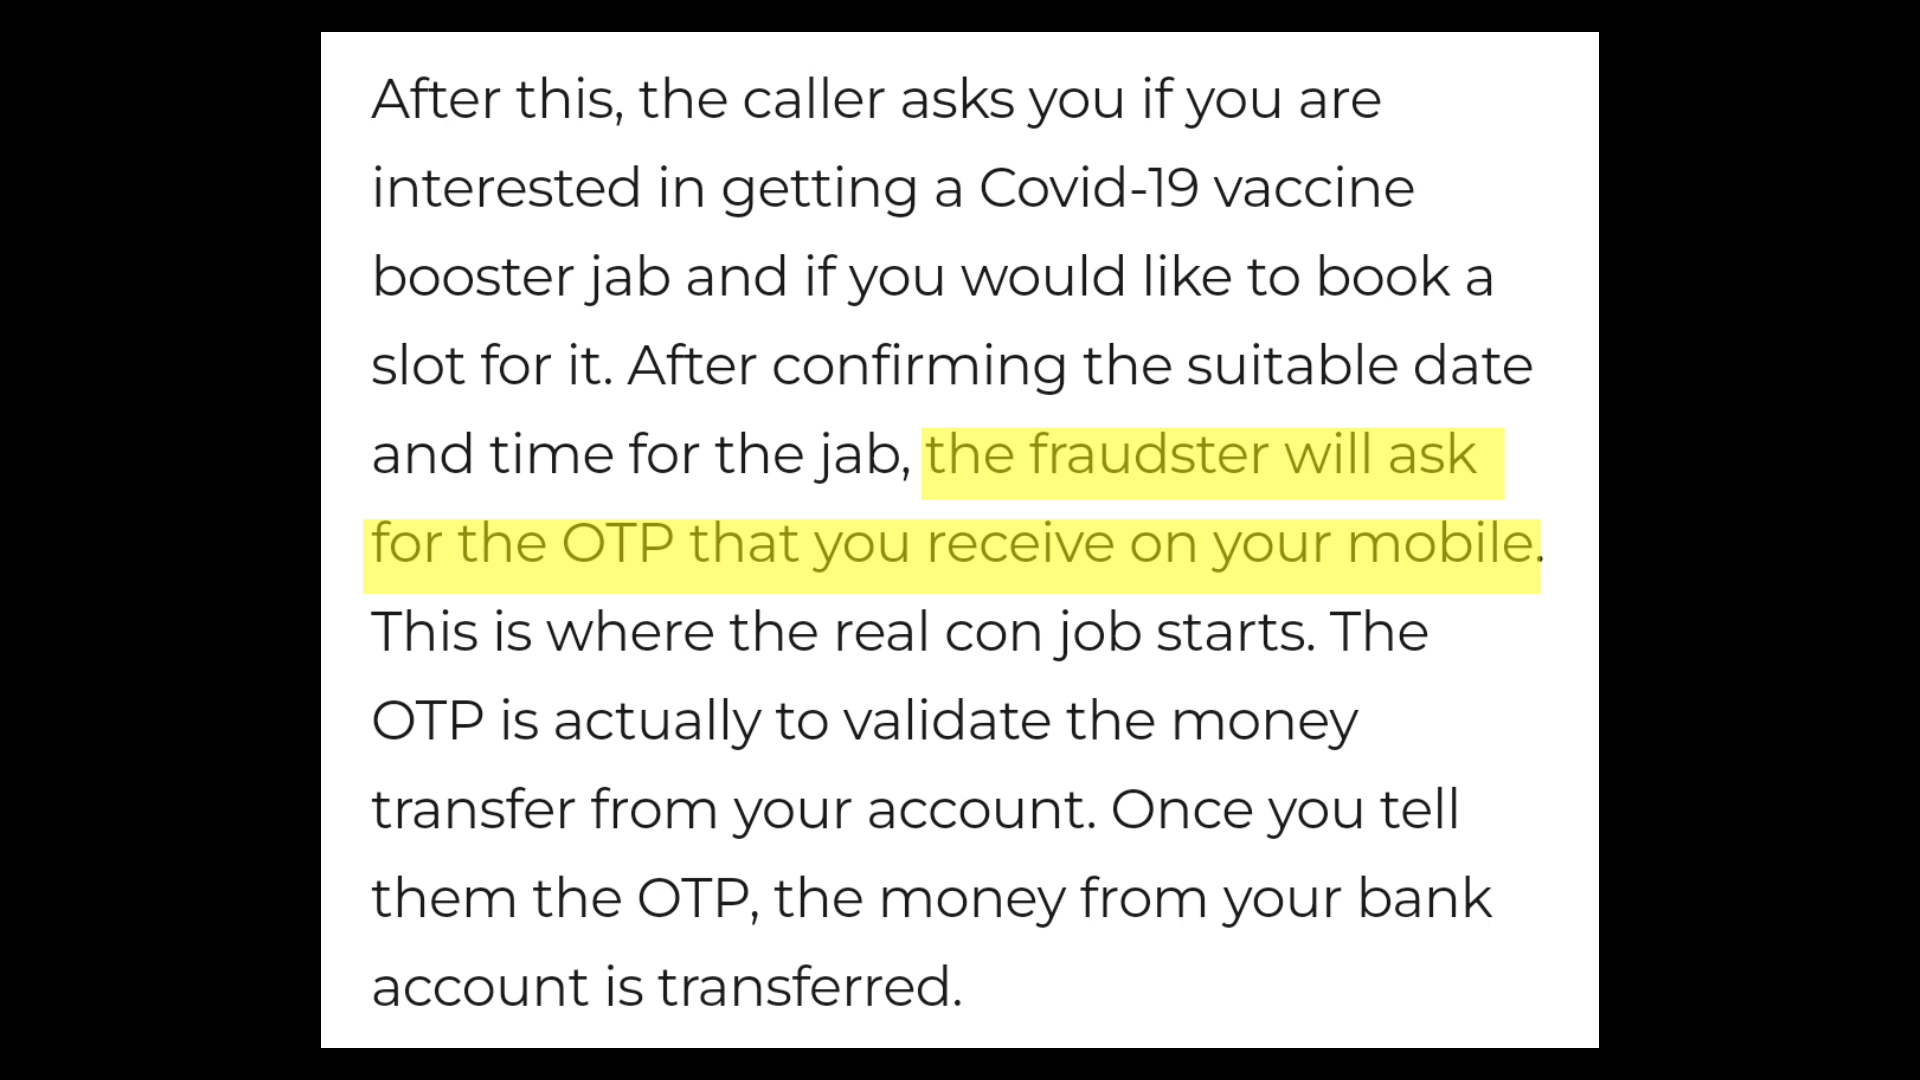 After this, the caller asks you if you are
interested in getting a Covid-19 vaccine
booster jab and if you would like to book a
slot for it. After confirming the suitable date
and time for the jab, the fraudster will ask
for the OTP that you receive on your mobile.
This is where the real con job starts. The
OTP is actually to validate the money
transfer from your account. Once you tell
them the OTP, the money from your bank
account is transferred.